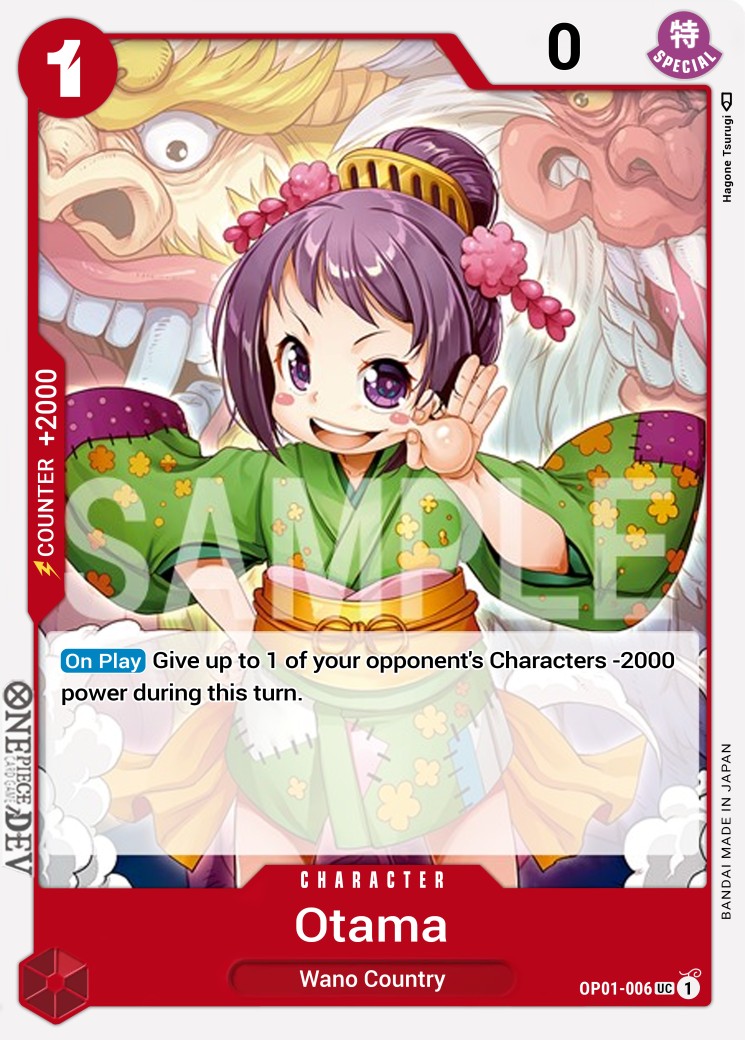 1
0
特
SPECIAL
Hagone Tsurugi
COUNTER +2000
SAMPLE
On Play Give up to 1 of your opponent's Characters -2000
power during this turn.
ONE PIECE.DEV
CARD GAME
BANDAI MADE IN JAPAN
CHARACTER
Otama
Wano Country
OP01-006 UC 1